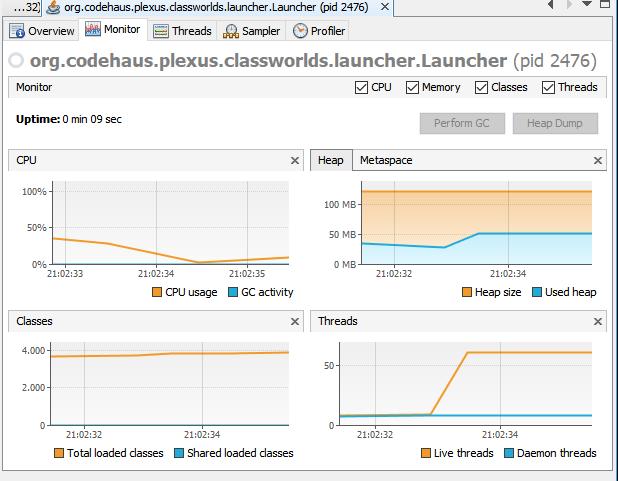 ...32) org.codehaus.plexus.classworlds.launcher.Launcher (pid 2476)
Overview Monitor Threads Sampler Profiler
org.codehaus.plexus.classworlds.launcher.Launcher (pid 2476)
Monitor CPU Memory Classes Threads
Uptime: 0 min 09 sec
Perform GC Heap Dump
CPU
100%
50%
0%
21:02:33 21:02:34 21:02:35
CPU usage GC activity
Heap Metaspace
100 MB
50 MB
0 MB
21:02:32 21:02:34
Heap size Used heap
Classes
4.000
2.000
0
21:02:32 21:02:34
Total loaded classes Shared loaded classes
Threads
50
0
21:02:32 21:02:34
Live threads Daemon threads